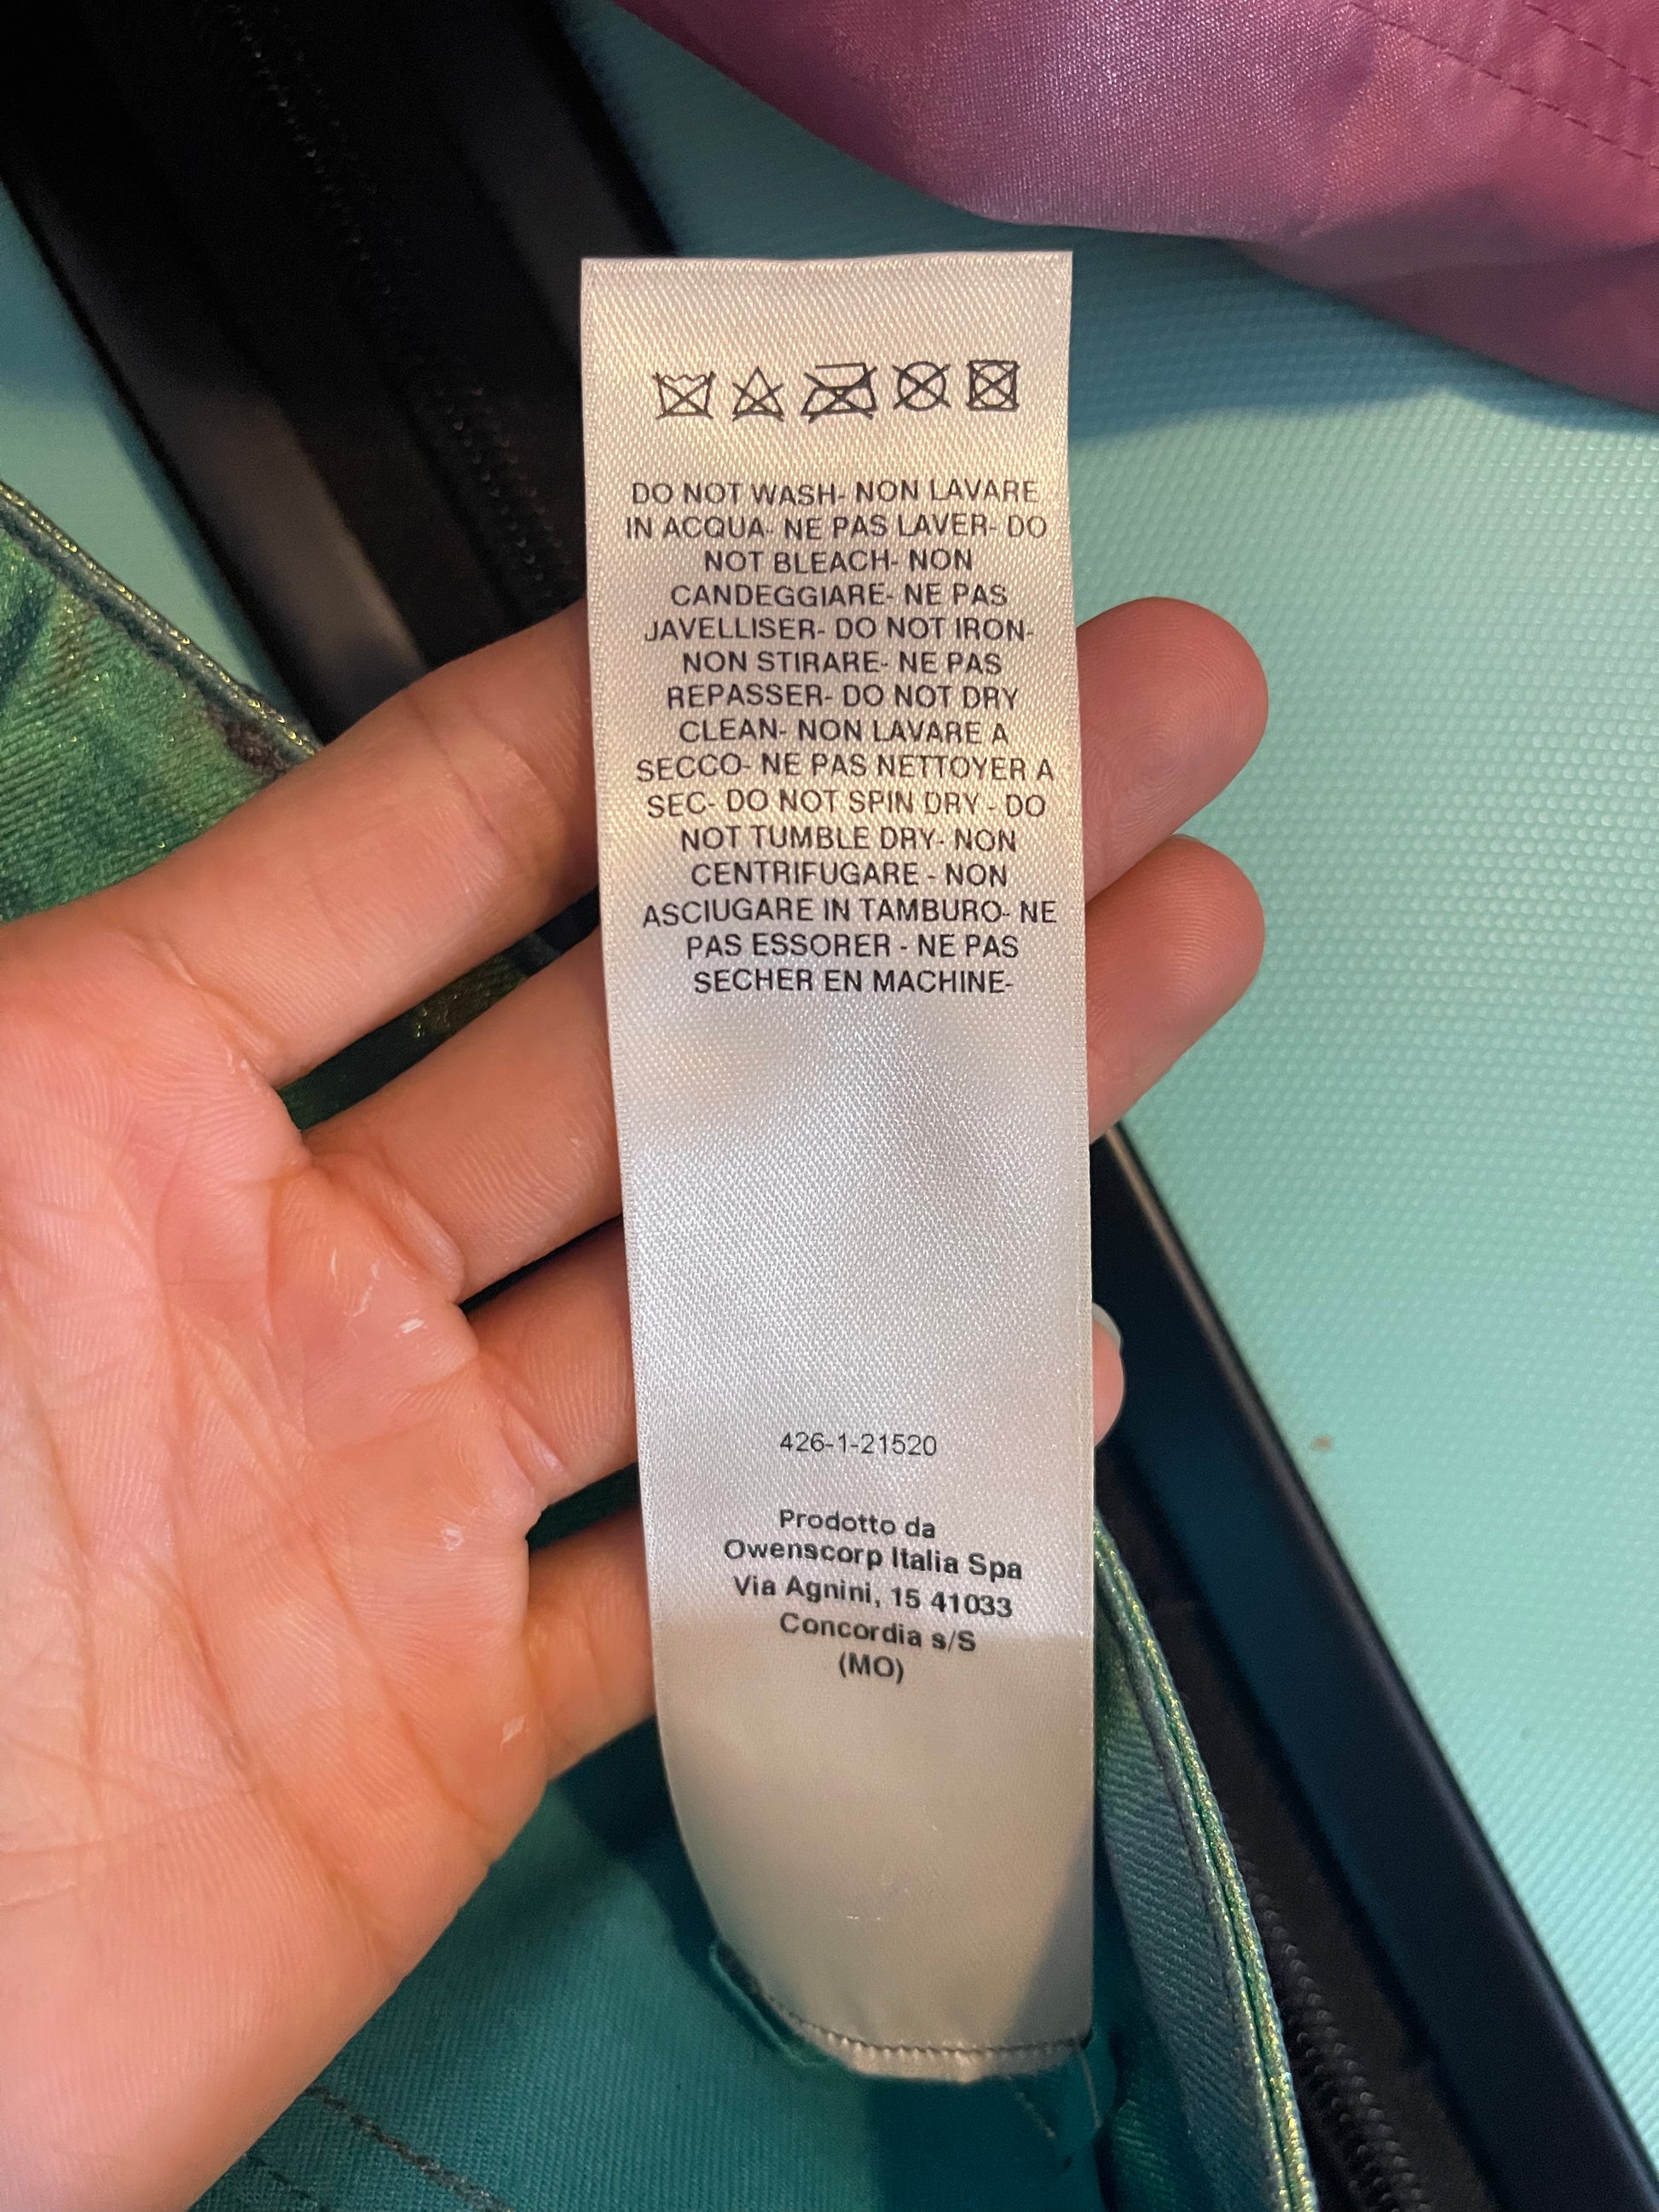 DO NOT WASH- NON LAVARE
IN ACQUA- NE PAS LAVER- DO
NOT BLEACH- NON
CANDEGGIARE- NE PAS
JAVELLISER- DO NOT IRON-
NON STIRARE- NE PAS
REPASSER- DO NOT DRY
CLEAN- NON LAVARE A
SECCO- NE PAS NETTOYER A
SEC- DO NOT SPIN DRY - DO
NOT TUMBLE DRY- NON
CENTRIFUGARE - NON
ASCIUGARE IN TAMBURO- NE
PAS ESSORER - NE PAS
SECHER EN MACHINE-
426-1-21520
Prodotto da
Owenscorp Italia Spa
Via Agnini, 15 41033
Concordia s/S
(MO)